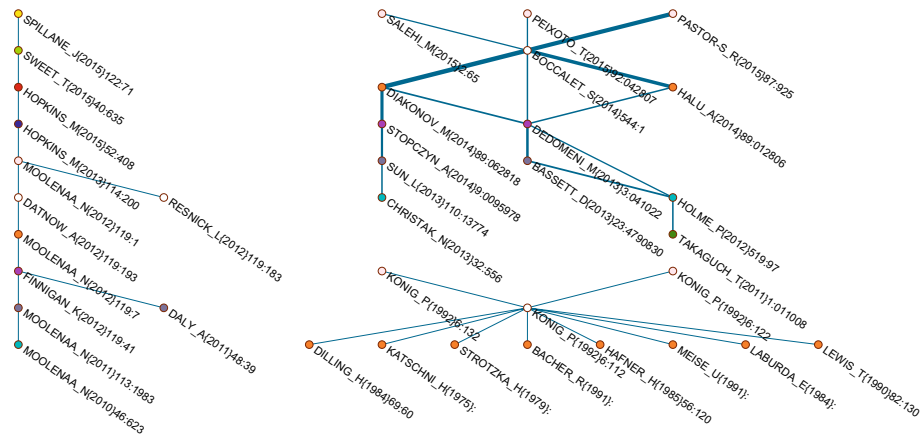 SPILLANE_J(2015)122:71
SWEET_T(2015)40:635
HOPKINS_M(2015)52:408
HOPKINS_M(2013)114:200
MOOLENAA_N(2012)119:1
RESNICK_L(2012)119:183
DATNOW_A(2012)119:193
MOOLENAA_N(2012)119:7
FINNIGAN_K(2012)119:41
DALY_A(2011)48:39
MOOLENAA_N(2011)113:1983
MOOLENAA_N(2010)46:623
SALEHI_M(2015)2:65
PEIXOTO_T(2015)92:042807
PASTOR-S_R(2015)87:925
BOCCALET_S(2014)544:1
DIAKONOV_M(2014)89:062818
HALU_A(2014)89:012806
STOPCZYN_A(2014)9:0095978
DEDOMENI_M(2013)3:041022
SUN_L(2013)110:13774
BASSETT_D(2013)23:4790830
CHRISTAK_N(2013)32:556
HOLME_P(2012)519:97
TAKAGUCH_T(2011)1:011008
KONIG_P(1992)6:132
KONIG_P(1992)6:122
KONIG_P(1992)6:112
DILLING_H(1984)69:60
KATSCHNI_H(1975):
STROTZKA_H(1979):
BACHER_R(1991):
HAFNER_H(1985)56:120
MEISE_U(1991):
LABURDA_E(1984):
LEWIS_T(1990)82:130